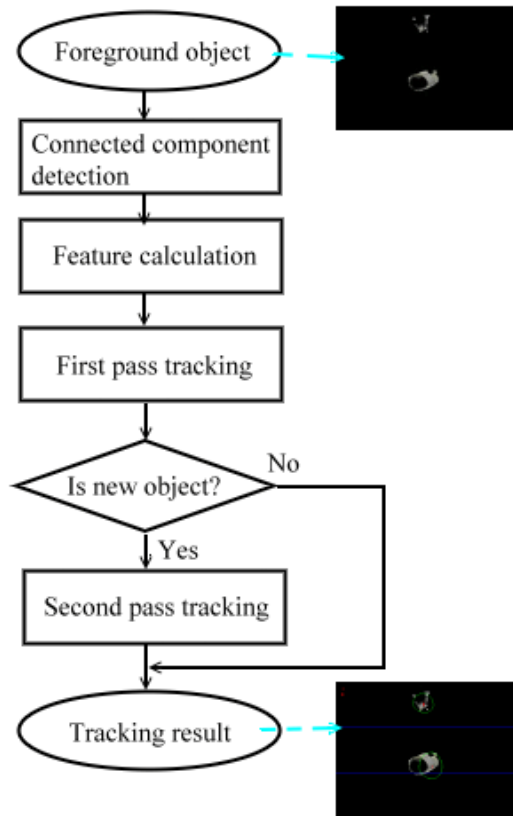 Foreground object
Connected component
detection
Feature calculation
First pass tracking
Is new object?
No
Yes
Second pass tracking
Tracking result